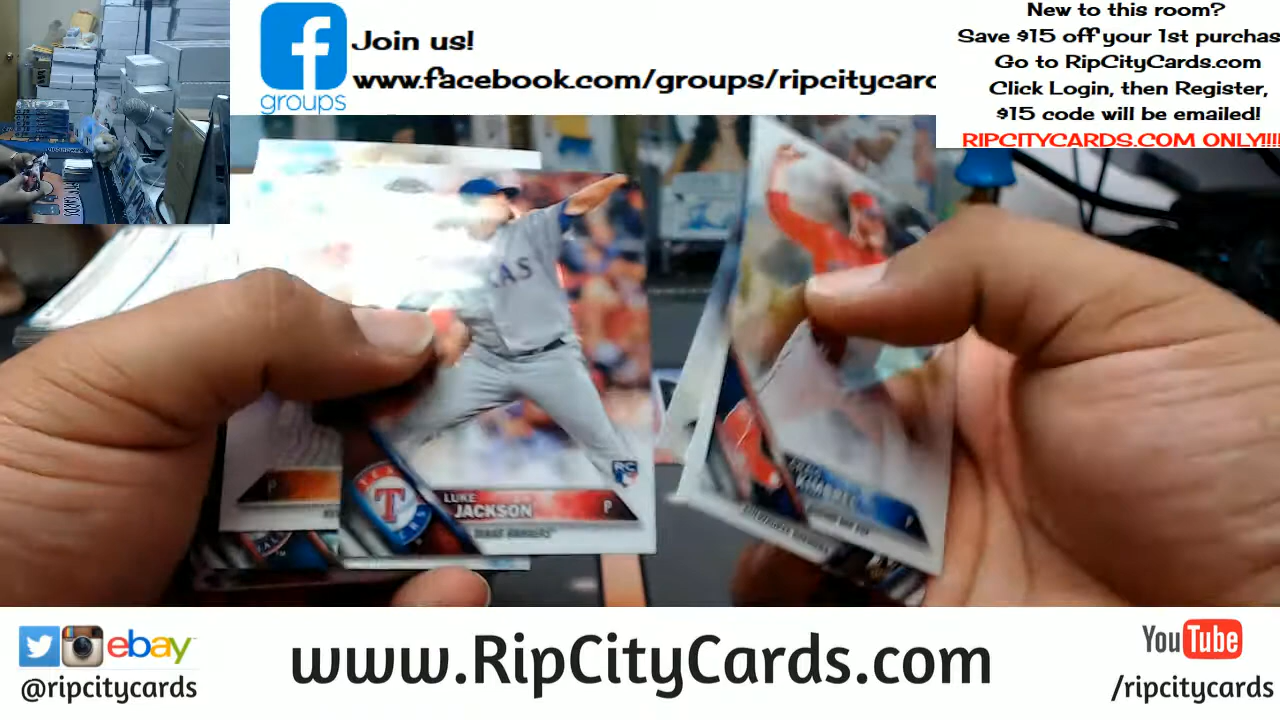 Join us!
www.facebook.com/groups/ripcitycarc
groups
New to this room?
Save $15 off your 1st purchas
Go to RipCityCards.com
Click Login, then Register,
$15 code will be emailed!
RIPCITYCARDS.COM ONLY!!!!
RC
LUKE
JACKSON
P
P
P
ebay
@ripcitycards
www.RipCityCards.com
YouTube
/ripcitycards